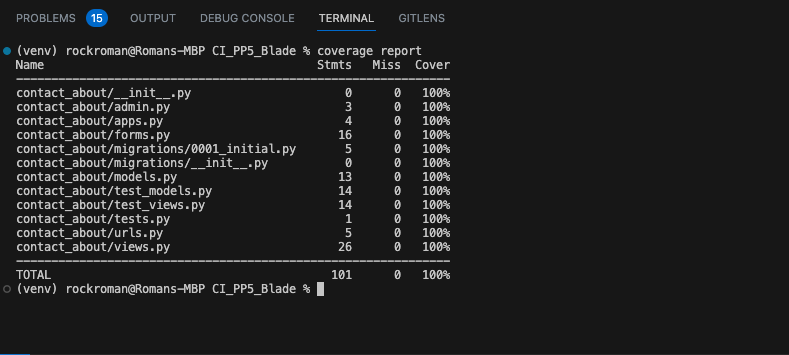 PROBLEMS 15 OUTPUT DEBUG CONSOLE TERMINAL GITLENS
(venv) rockroman@Romans-MBP CI_PP5_Blade % coverage report
Name Stmts Miss Cover
---------------------------------------------------------------
contact_about/__init__.py 0 0 100%
contact_about/admin.py 3 0 100%
contact_about/apps.py 4 0 100%
contact_about/forms.py 16 0 100%
contact_about/migrations/0001_initial.py 5 0 100%
contact_about/migrations/__init__.py 0 0 100%
contact_about/models.py 13 0 100%
contact_about/test_models.py 14 0 100%
contact_about/test_views.py 14 0 100%
contact_about/tests.py 1 0 100%
contact_about/urls.py 5 0 100%
contact_about/views.py 26 0 100%
---------------------------------------------------------------
TOTAL 101 0 100%
(venv) rockroman@Romans-MBP CI_PP5_Blade %